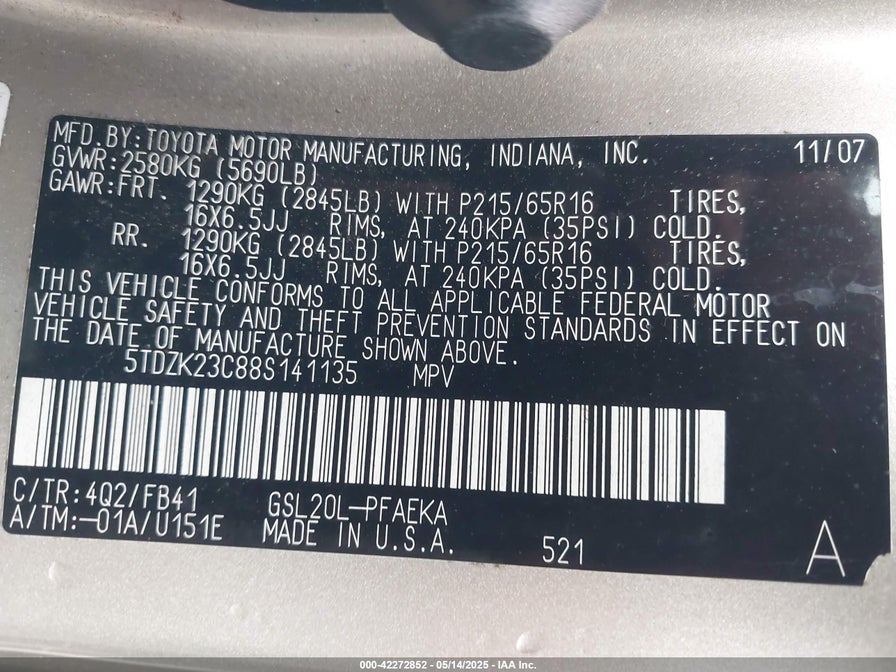 MFD. BY: TOYOTA MOTOR MANUFACTURING, INDIANA, INC. 11/07
GVWR: 2580KG (5690LB)
GAWR: FRT. 1290KG (2845LB) WITH P215/65R16 TIRES,
16X6.5JJ RIMS, AT 240KPA (35PSI) COLD.
RR. 1290KG (2845LB) WITH P215/65R16 TIRES,
16X6.5JJ RIMS, AT 240KPA (35PSI) COLD.
THIS VEHICLE CONFORMS TO ALL APPLICABLE FEDERAL MOTOR
VEHICLE SAFETY AND THEFT PREVENTION STANDARDS IN EFFECT ON
THE DATE OF MANUFACTURE SHOWN ABOVE.
5TDZK23C88S141135 MPV
C/TR: 4Q2/FB41 GSL20L-PFAEKA
A/TM:-01A/U151E MADE IN U.S.A. 521 A
000-42272852 / 05/14/2025 - IAA Inc.